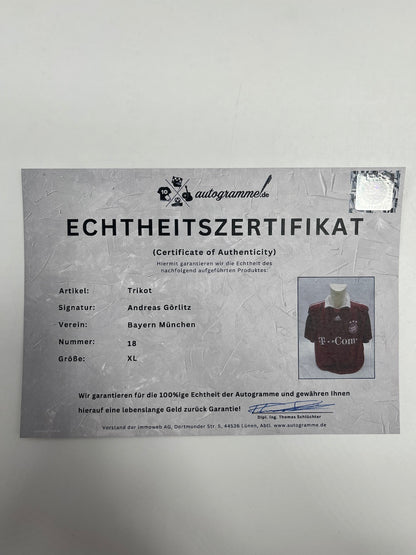 10
autogramme.de
ECHTHEITSZERTIFIKAT
(Certificate of Authenticity)
Hiermit garantieren wir die Echtheit des
nachfolgend aufgeführten Produktes:
Artikel: Trikot
Signatur: Andreas Görlitz
Verein: Bayern München
Nummer: 18
Größe: XL
T··Com·
Wir garantieren für die 100%ige Echtheit der Autogramme und gewähren Ihnen
hierauf eine lebenslange Geld zurück Garantie!
Dipl. Ing. Thomas Schlüchter
Vorstand der immoweb AG, Dortmunder Str. 5, 44536 Lünen, Abtl. www.autogramme.de